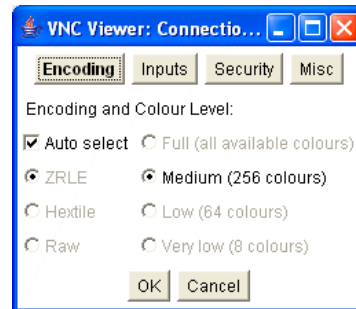 VNC Viewer: Connectio...
Encoding Inputs Security Misc
Encoding and Colour Level:
Auto select Full (all available colours)
ZRLE Medium (256 colours)
Hextile Low (64 colours)
Raw Very low (8 colours)
OK Cancel